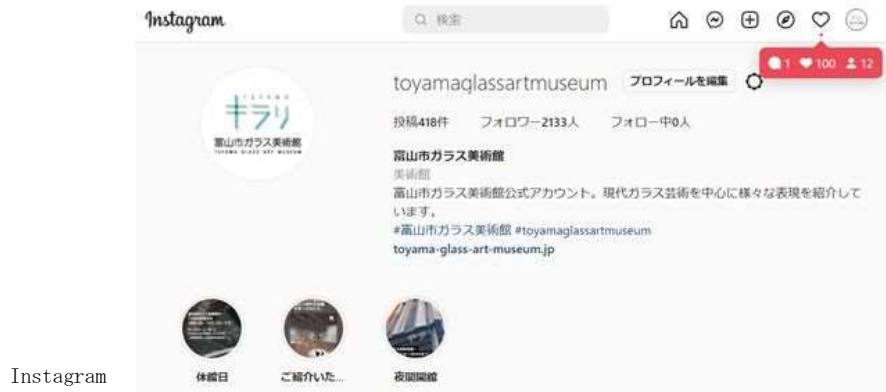 Instagram
検索
1 100 12
toyamaglassartmuseum プロフィールを編集
投稿418件 フォロワー2133人 フォロー中0人
TOYAMA
キラリ
富山市ガラス美術館
TOYAMA GLASS ART MUSEUM
富山市ガラス美術館
美術館
富山市ガラス美術館公式アカウント。現代ガラス芸術を中心に様々な表現を紹介して
います。
#富山市ガラス美術館 #toyamaglassartmuseum
toyama-glass-art-museum.jp
休館日 ご紹介いた... 夜間開館
Instagram